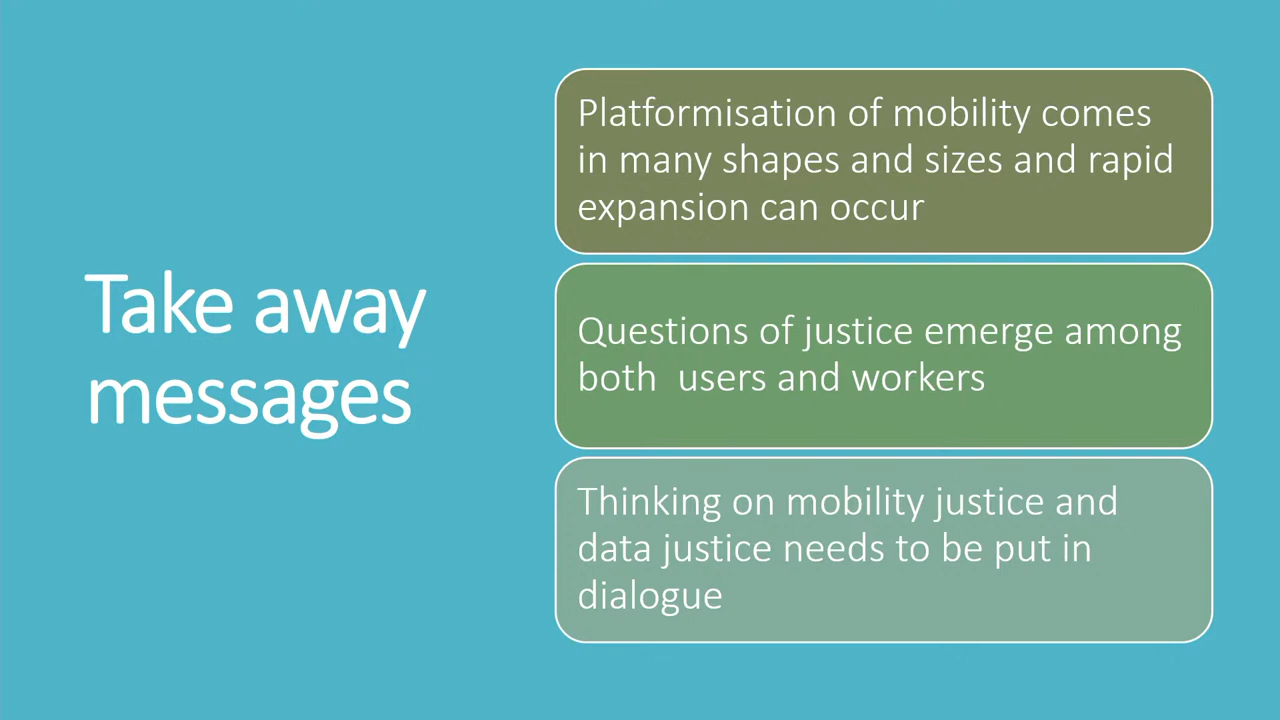 Take away
messages
Platformisation of mobility comes
in many shapes and sizes and rapid
expansion can occur
Questions of justice emerge among
both  users and workers
Thinking on mobility justice and
data justice needs to be put in
dialogue